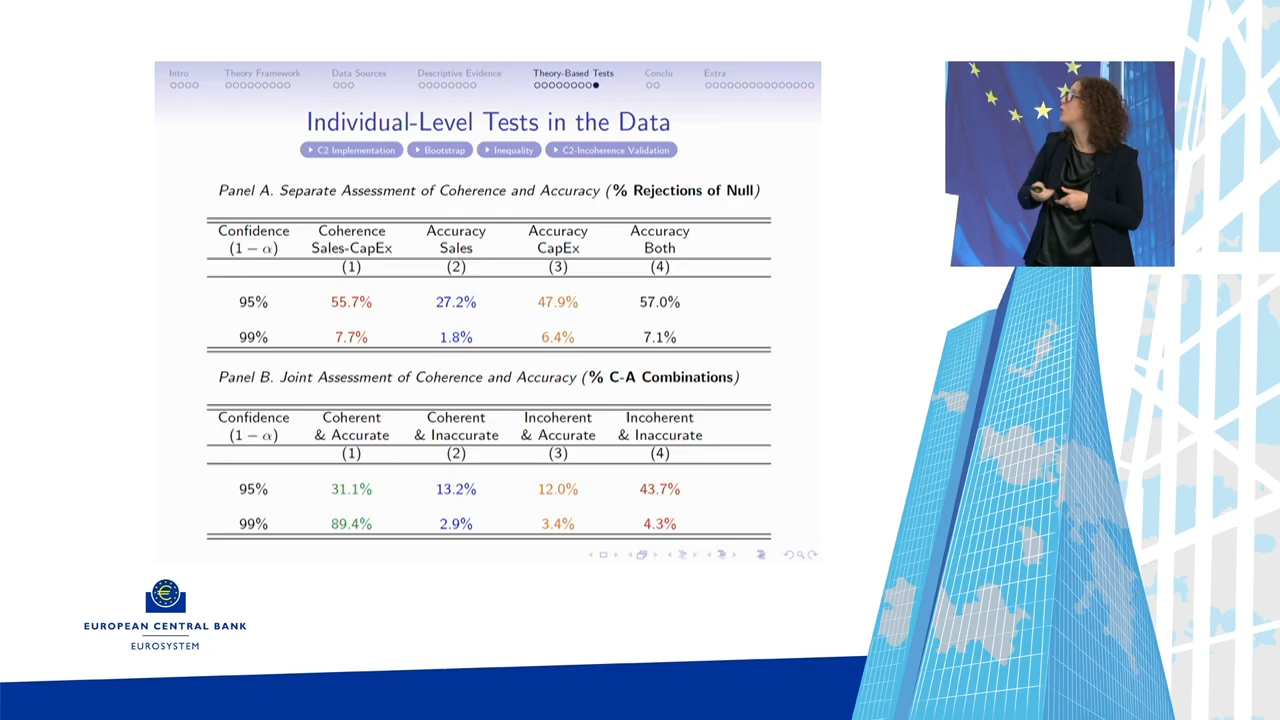 Intro Theory Framework Data Sources Descriptive Evidence Theory-Based Tests Conclu Extra
Individual-Level Tests in the Data
C2 Implementation Bootstrap Inequality C2-Incoherence Validation
Panel A. Separate Assessment of Coherence and Accuracy (% Rejections of Null)
Confidence Coherence Accuracy Accuracy Accuracy
(1 − α) Sales-CapEx Sales CapEx Both
(1) (2) (3) (4)
95% 55.7% 27.2% 47.9% 57.0%
99% 7.7% 1.8% 6.4% 7.1%
Panel B. Joint Assessment of Coherence and Accuracy (% C-A Combinations)
Confidence Coherent Coherent Incoherent Incoherent
(1 − α) & Accurate & Inaccurate & Accurate & Inaccurate
(1) (2) (3) (4)
95% 31.1% 13.2% 12.0% 43.7%
99% 89.4% 2.9% 3.4% 4.3%
EUROPEAN CENTRAL BANK
EUROSYSTEM